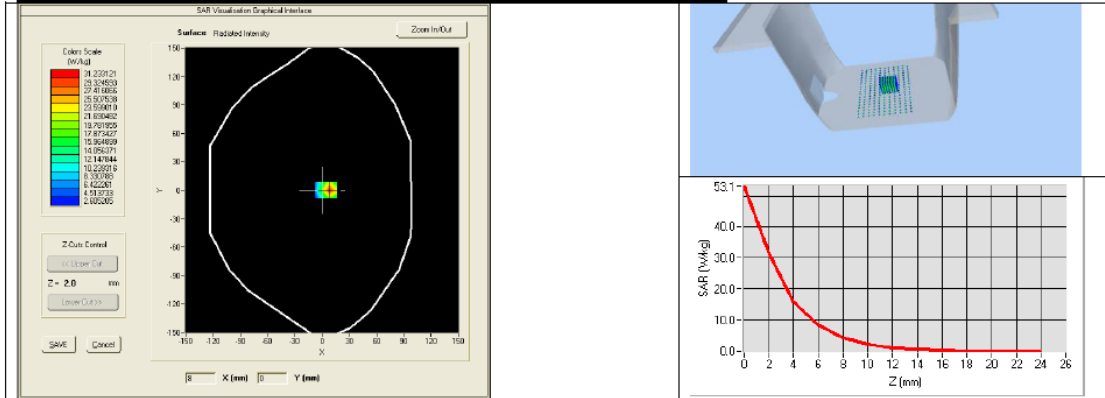 SAR Visualisation Graphical Interface
Surface Radiated Intensity
Zoom In/Out
Colors Scale
(W/kg)
31.233121
29.324593
27.416066
25.507538
23.599010
21.690482
19.781955
17.873427
15.964899
14.056371
12.147844
10.239316
8.330788
6.422261
4.513733
2.605205
Z-Cuts Control
<< Upper Cut
Z = 2.0 mm
Lower Cut >>
SAVE Cancel
150
120
90
60
30
0
-30
-60
-90
-120
-150
Y
-150 -120 -90 -60 -30 0 30 60 90 120 150
X
8 X (mm) 0 Y (mm)
53.1
40.0
30.0
20.0
10.0
0.0
SAR (W/kg)
0 2 4 6 8 10 12 14 16 18 20 22 24 26
Z (mm)